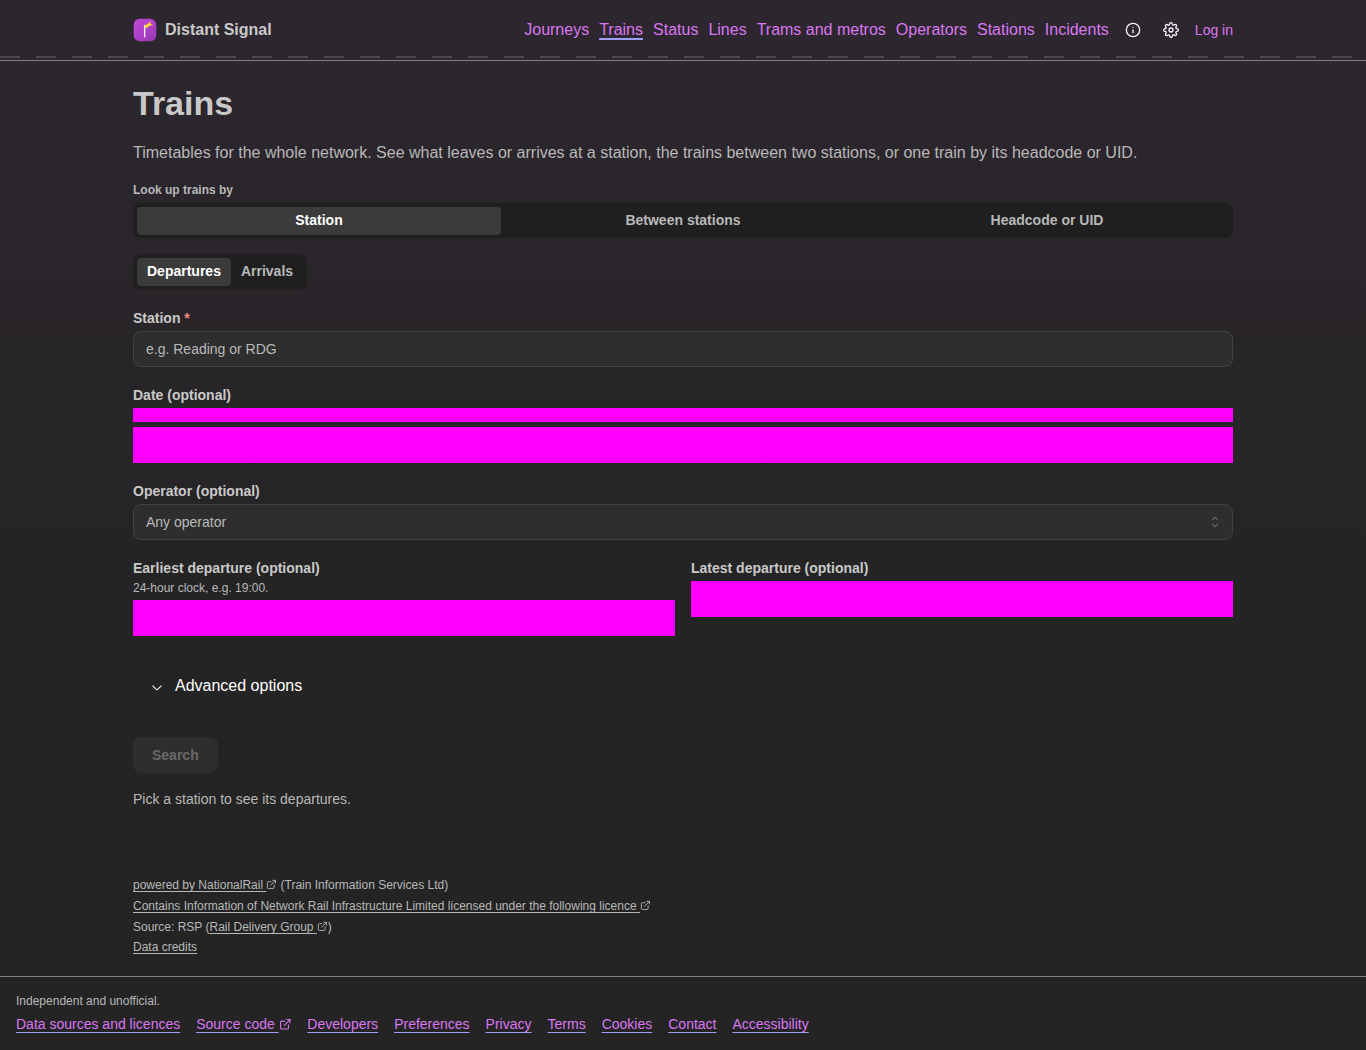 Distant Signal
Journeys Trains Status Lines Trams and metros Operators Stations Incidents Log in
Trains
Timetables for the whole network. See what leaves or arrives at a station, the trains between two stations, or one train by its headcode or UID.
Look up trains by
Station Between stations Headcode or UID
Departures Arrivals
Station *
e.g. Reading or RDG
Date (optional)
Operator (optional)
Any operator
Earliest departure (optional) Latest departure (optional)
24-hour clock, e.g. 19:00.
Advanced options
Search
Pick a station to see its departures.
powered by NationalRail (Train Information Services Ltd)
Contains Information of Network Rail Infrastructure Limited licensed under the following licence
Source: RSP (Rail Delivery Group)
Data credits
Independent and unofficial.
Data sources and licences Source code Developers Preferences Privacy Terms Cookies Contact Accessibility